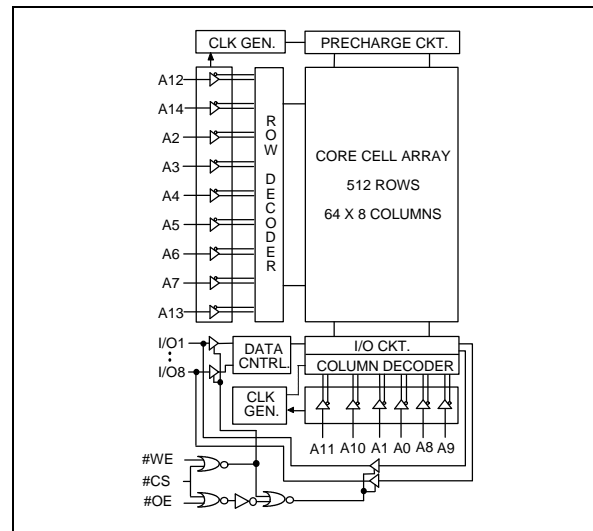 CLK GEN.
PRECHARGE CKT.
A12
A14
A2
A3
A4
A5
A6
A7
A13
ROW DECODER
CORE CELL ARRAY
512 ROWS
64 X 8 COLUMNS
I/O1
I/O8
DATA
CNTRL.
I/O CKT.
COLUMN DECODER
CLK
GEN.
A11 A10 A1 A0 A8 A9
#WE
#CS
#OE